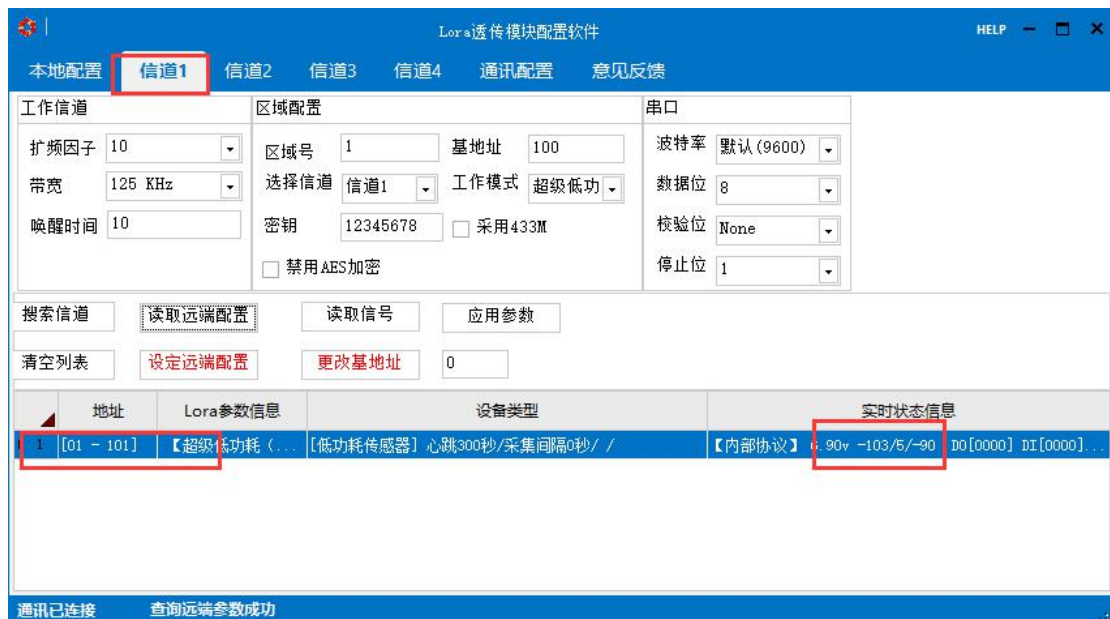 Lora透传模块配置软件
HELP
本地配置 信道1 信道2 信道3 信道4 通讯配置 意见反馈
工作信道 区域配置 串口
扩频因子 10 区域号 1 基地址 100 波特率 默认(9600)
带宽 125 KHz 选择信道 信道1 工作模式 超级低功 数据位 8
唤醒时间 10 密钥 12345678 采用433M 校验位 None
禁用AES加密 停止位 1
搜索信道 读取远端配置 读取信号 应用参数
清空列表 设定远端配置 更改基地址 0
地址 Lora参数信息 设备类型 实时状态信息
1 [01 - 101] 【超级低功耗 (... [低功耗传感器] 心跳300秒/采集间隔0秒/ / 【内部协议】 .90v -103/5/-90 DO[0000] DI[0000]...
通讯已连接 查询远端参数成功